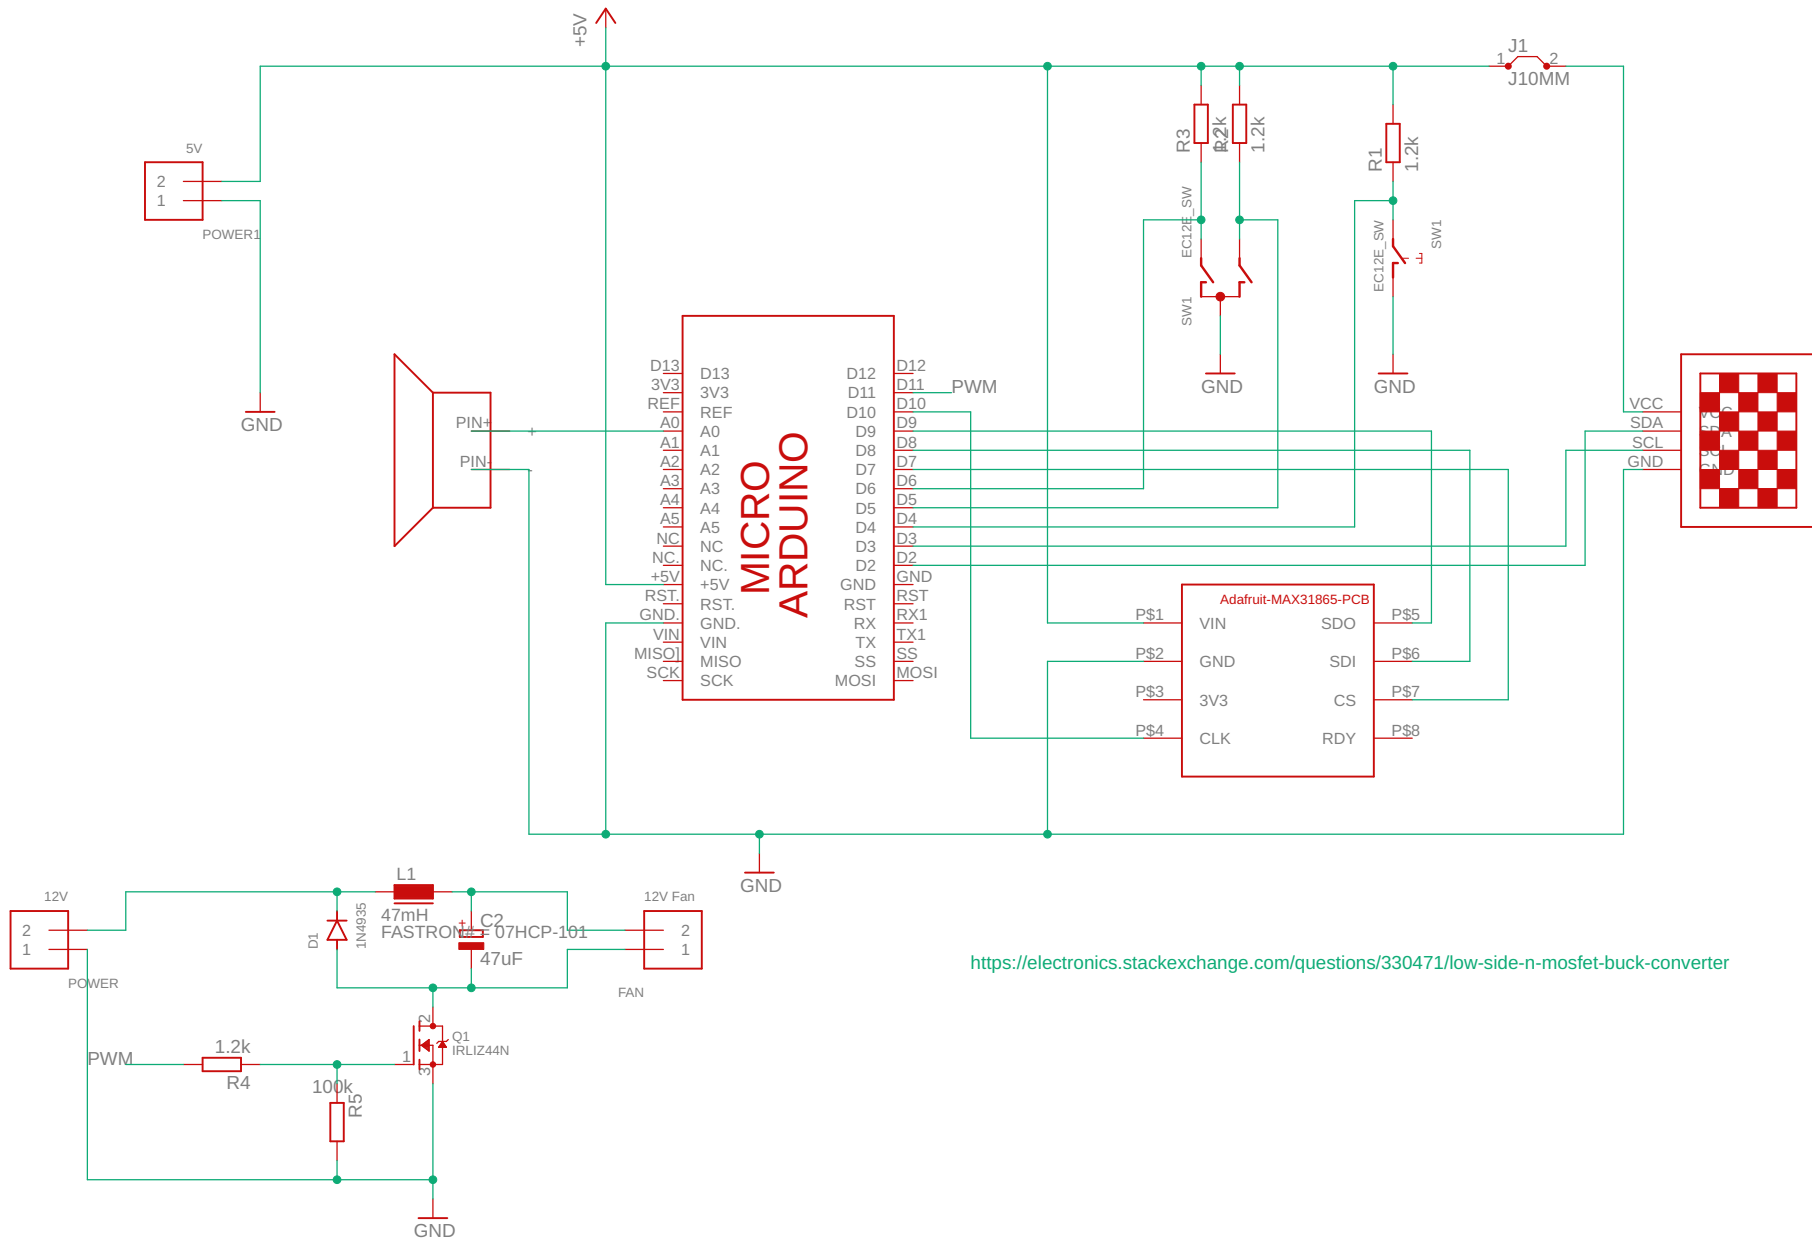 +5V
J1
1
2
J10MM
5V
2
1
POWER1
GND
R3
1.2k
R2
1.2k
R1
1.2k
EC12E_SW
SW1
GND
EC12E_SW
SW1
GND
PIN+
+
PIN-
-
D13
3V3
REF
A0
A1
A2
A3
A4
A5
NC
NC.
+5V
RST.
GND.
VIN
MISO]
SCK
D13
3V3
REF
A0
A1
A2
A3
A4
A5
NC
NC.
+5V
RST.
GND.
VIN
MISO
SCK
MICRO
ARDUINO
D12
D11
D10
D9
D8
D7
D6
D5
D4
D3
D2
GND
RST
RX
TX
SS
MOSI
D12
D11
D10
D9
D8
D7
D6
D5
D4
D3
D2
GND
RST
RX1
TX1
SS
MOSI
PWM
VCC
SDA
SCL
GND
VCC
SDA
SCL
GND
Adafruit-MAX31865-PCB
P$1
P$2
P$3
P$4
VIN
GND
3V3
CLK
SDO
SDI
CS
RDY
P$5
P$6
P$7
P$8
GND
12V
2
1
POWER
L1
47mH
D1
1N4935
C2
+
47uF
12V Fan
2
1
FAN
https://electronics.stackexchange.com/questions/330471/low-side-n-mosfet-buck-converter
PWM
1.2k
R4
100k
R5
2
1
3
Q1
IRLIZ44N
GND